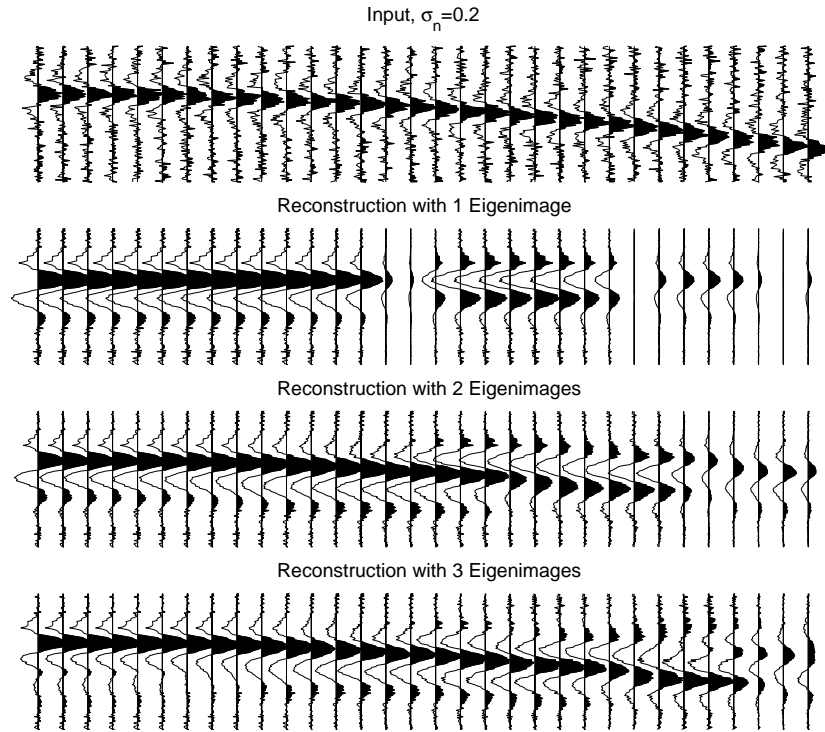 Input, σn=0.2
Reconstruction with 1 Eigenimage
Reconstruction with 2 Eigenimages
Reconstruction with 3 Eigenimages